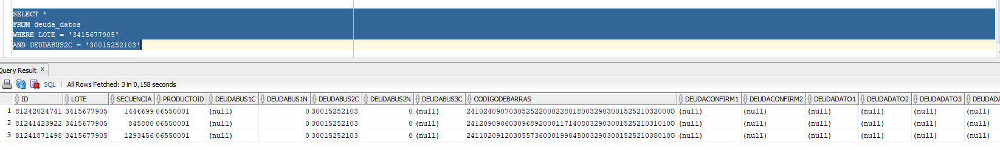 SELECT *
FROM deuda_datos
WHERE LOTE = '3415677905'
AND DEUDABUS2C = '30015252103'
Query Result x
SQL | All Rows Fetched: 3 in 0,158 seconds
ID LOTE SECUENCIA PRODUCTOID DEUDABUS1C DEUDABUS1N DEUDABUS2C DEUDABUS2N DEUDABUS3C CODIGODEBARRAS DEUDACONFIRM1 DEUDACONFIRM2 DEUDADATO1 DEUDADATO2 DEUDADATO3 DEUDADA
1 81242024741 3415677905 1446699 06550001 (null) 0 30015252103 0 (null) 241024090703052522000228018003290300152521032000O (null) (null) (null) (null) (null) (null)
2 81241423922 3415677905 845880 06550001 (null) 0 30015252103 0 (null) 241209090603096892000117140803290300152521031010O (null) (null) (null) (null) (null) (null)
3 81241871498 3415677905 1293456 06550001 (null) 0 30015252103 0 (null) 241102091203055736000199045003290300152521038010O (null) (null) (null) (null) (null) (null)